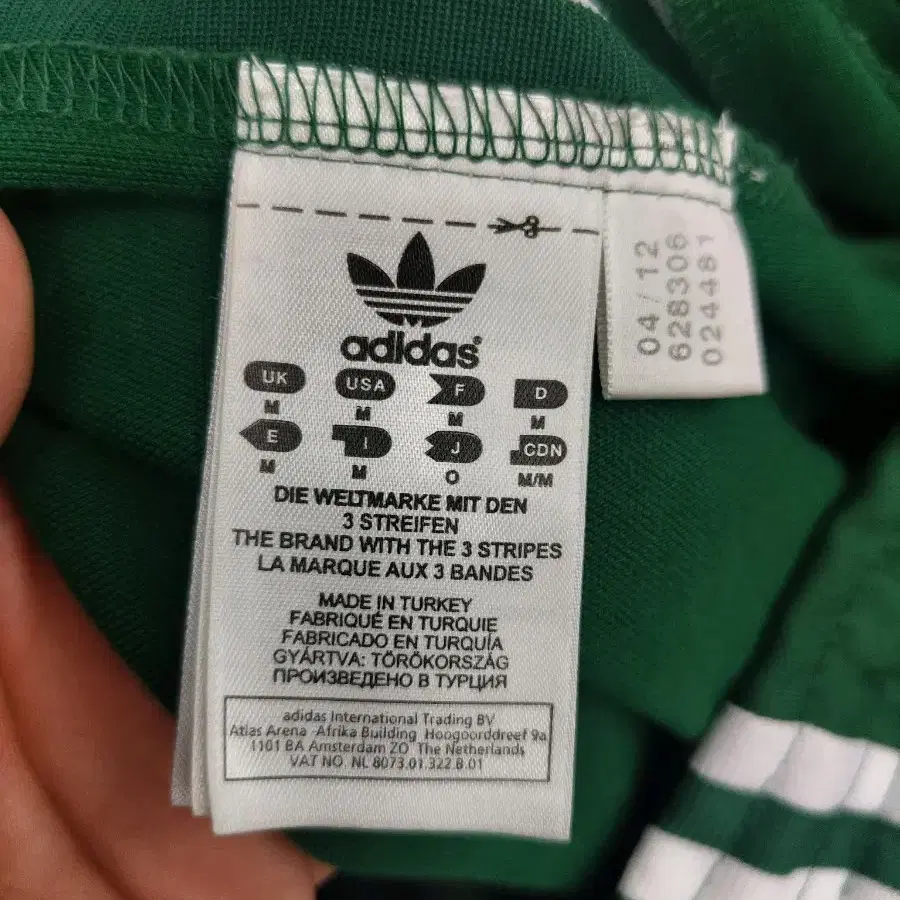 adidas
UK USA F D
M M M M
E I J CDN
M M O M/M
DIE WELTMARKE MIT DEN
3 STREIFEN
THE BRAND WITH THE 3 STRIPES
LA MARQUE AUX 3 BANDES
MADE IN TURKEY
FABRIQUÉ EN TURQUIE
FABRICADO EN TURQUÍA
GYÁRTVA: TÖRÖKORSZÁG
ПРОИЗВЕДЕНО В ТУРЦИЯ
adidas International Trading BV
Atlas Arena -Afrika Building Hoogoorddreef 9a
1101 BA Amsterdam ZO The Netherlands
VAT NO. NL 8073.01.322.B.01
04/12
628306
024481